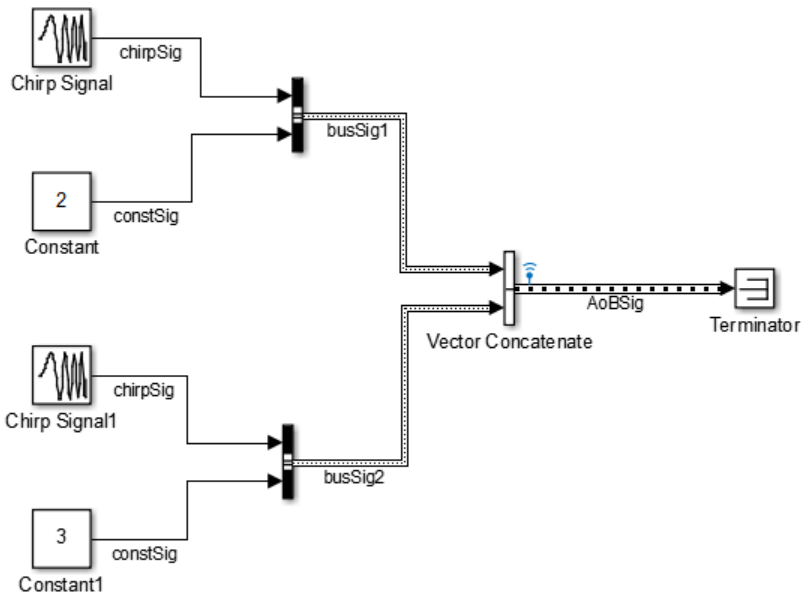 chirpSig
Chirp Signal
busSig1
2
constSig
Constant
AoBSig
Terminator
Vector Concatenate
chirpSig
Chirp Signal1
busSig2
3
constSig
Constant1